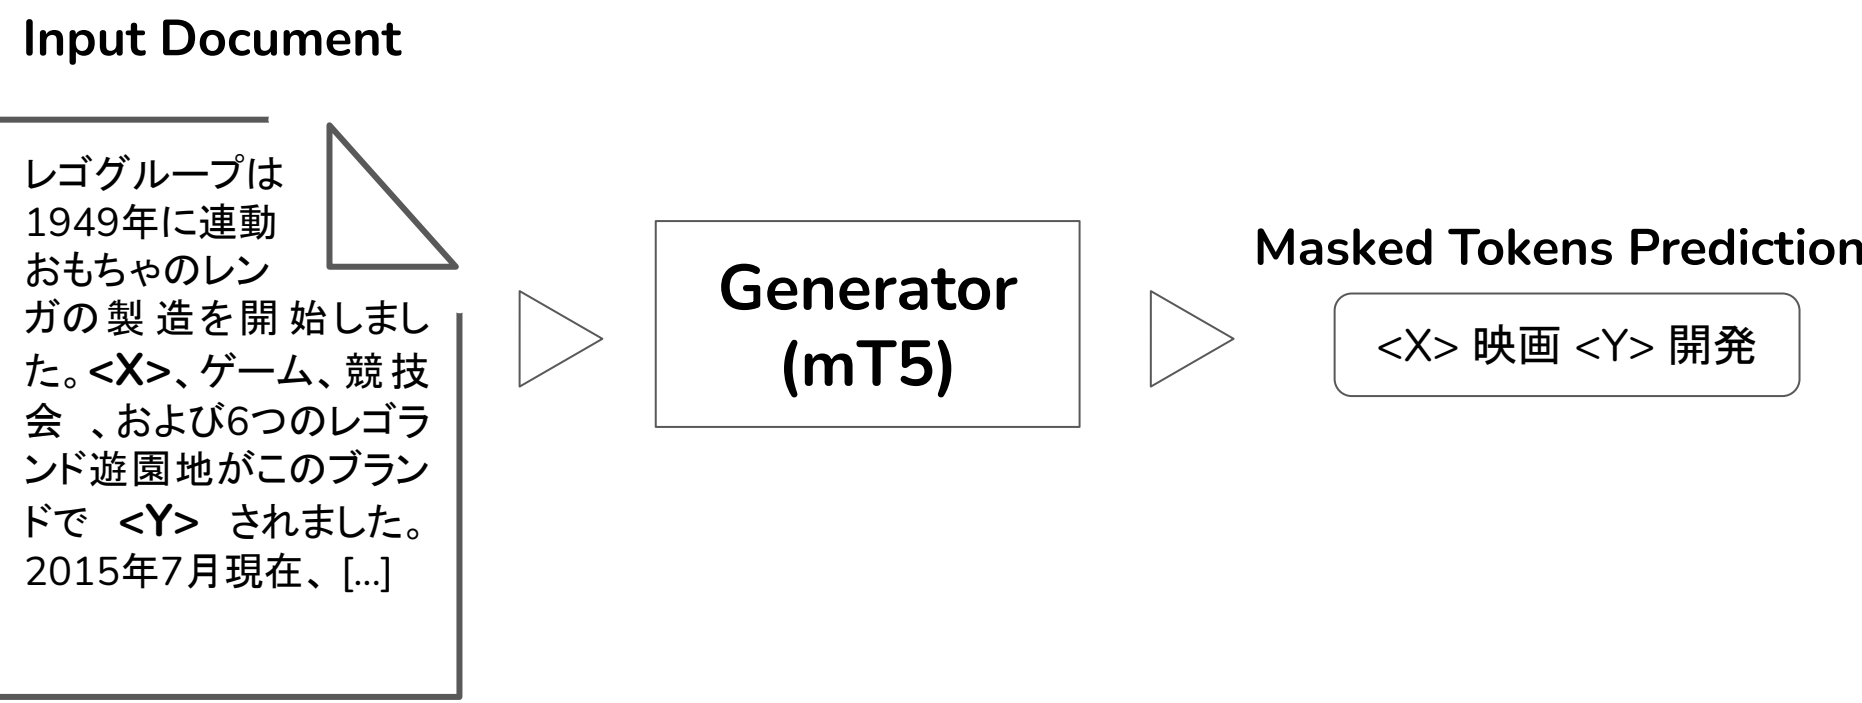 Input Document
レゴグループは
1949年に連動
おもちゃのレン
ガの製造を開始しまし
た。<X>、ゲーム、競技
会、および6つのレゴラ
ンド遊園地がこのブラン
ドで <Y> されました。
2015年7月現在、[...]
Generator
(mT5)
Masked Tokens Prediction
<X> 映画 <Y> 開発